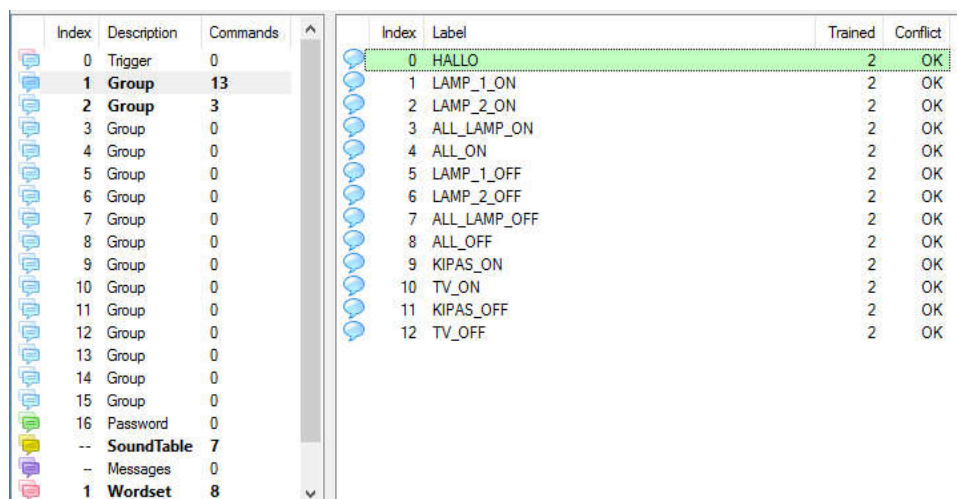 Index Description Commands
0 Trigger 0
1 Group 13
2 Group 3
3 Group 0
4 Group 0
5 Group 0
6 Group 0
7 Group 0
8 Group 0
9 Group 0
10 Group 0
11 Group 0
12 Group 0
13 Group 0
14 Group 0
15 Group 0
16 Password 0
-- SoundTable 7
-- Messages 0
1 Wordset 8
Index Label Trained Conflict
0 HALLO 2 OK
1 LAMP_1_ON 2 OK
2 LAMP_2_ON 2 OK
3 ALL_LAMP_ON 2 OK
4 ALL_ON 2 OK
5 LAMP_1_OFF 2 OK
6 LAMP_2_OFF 2 OK
7 ALL_LAMP_OFF 2 OK
8 ALL_OFF 2 OK
9 KIPAS_ON 2 OK
10 TV_ON 2 OK
11 KIPAS_OFF 2 OK
12 TV_OFF 2 OK